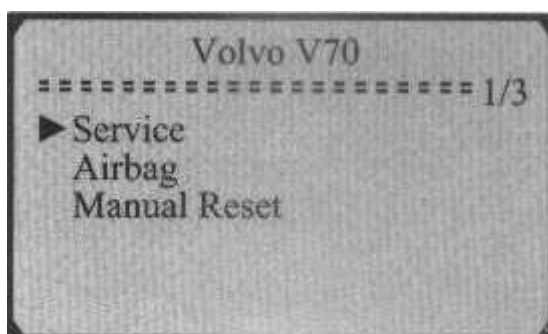 Volvo V70
====================== 1/3
▶Service
Airbag
Manual Reset